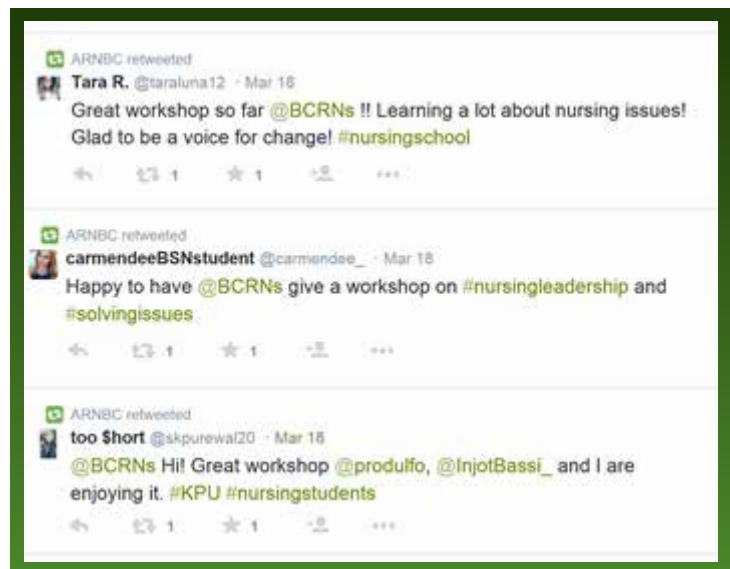 ARNBC retweeted
Tara R. @taraluna12 · Mar 18
Great workshop so far @BCRNs !! Learning a lot about nursing issues!
Glad to be a voice for change! #nursingschool
1 1
ARNBC retweeted
carmendeeBSNstudent @carmendee_ · Mar 18
Happy to have @BCRNs give a workshop on #nursingleadership and
#solvingissues
1 1
ARNBC retweeted
too $hort @skpurewal20 · Mar 18
@BCRNs Hi! Great workshop @produlfo, @InjotBassi_ and I are
enjoying it. #KPU #nursingstudents
1 1